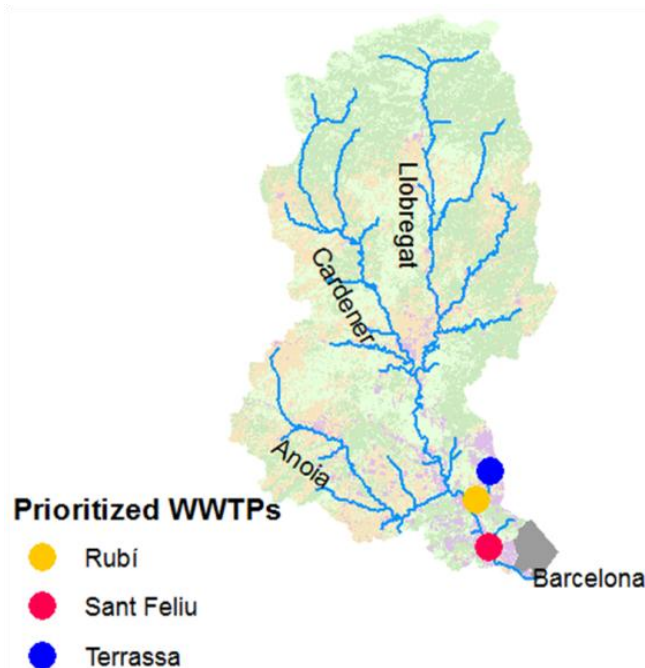 Llobregat
Cardener
Anoia
Prioritized WWTPs
Rubí
Sant Feliu
Barcelona
Terrassa